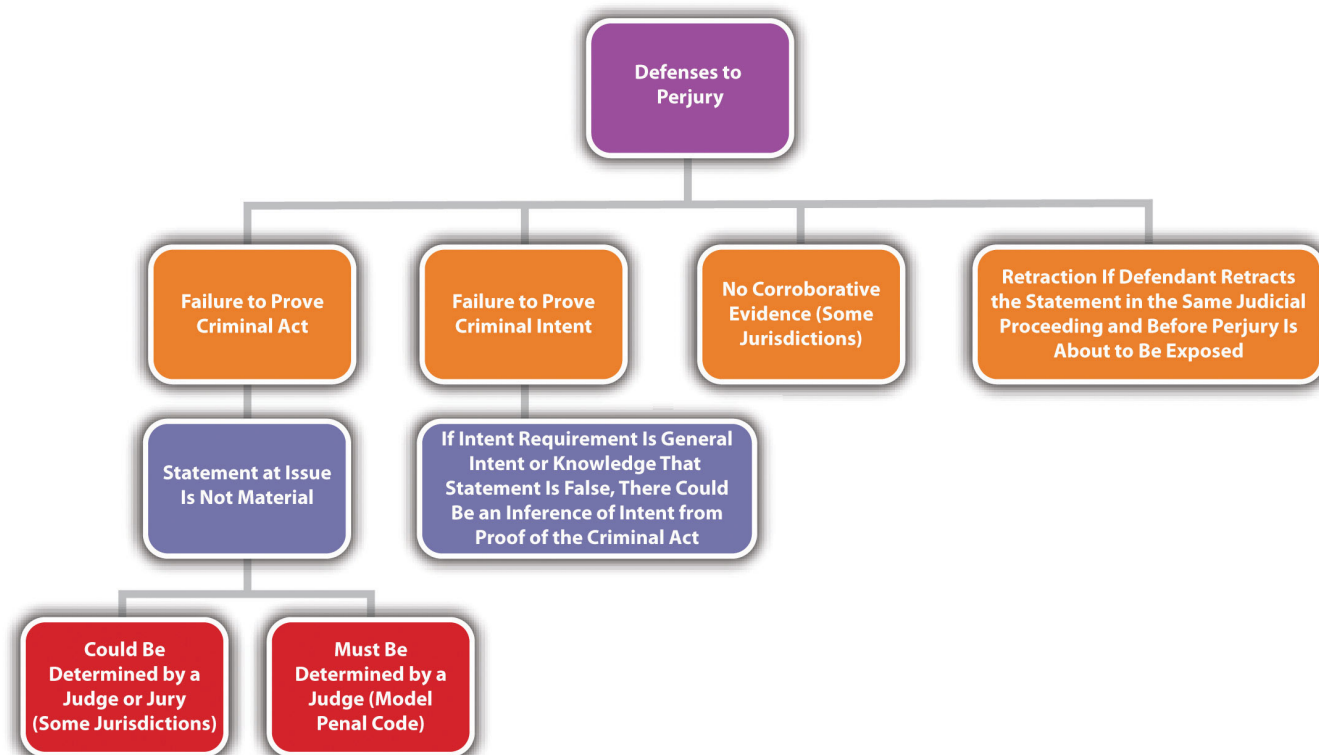 Defenses to
Perjury
Failure to Prove
Criminal Act
Failure to Prove
Criminal Intent
No Corroborative
Evidence (Some
Jurisdictions)
Retraction If Defendant Retracts
the Statement in the Same Judicial
Proceeding and Before Perjury Is
About to Be Exposed
Statement at Issue
Is Not Material
If Intent Requirement Is General
Intent or Knowledge That
Statement Is False, There Could
Be an Inference of Intent from
Proof of the Criminal Act
Could Be
Determined by a
Judge or Jury
(Some Jurisdictions)
Must Be
Determined by a
Judge (Model
Penal Code)